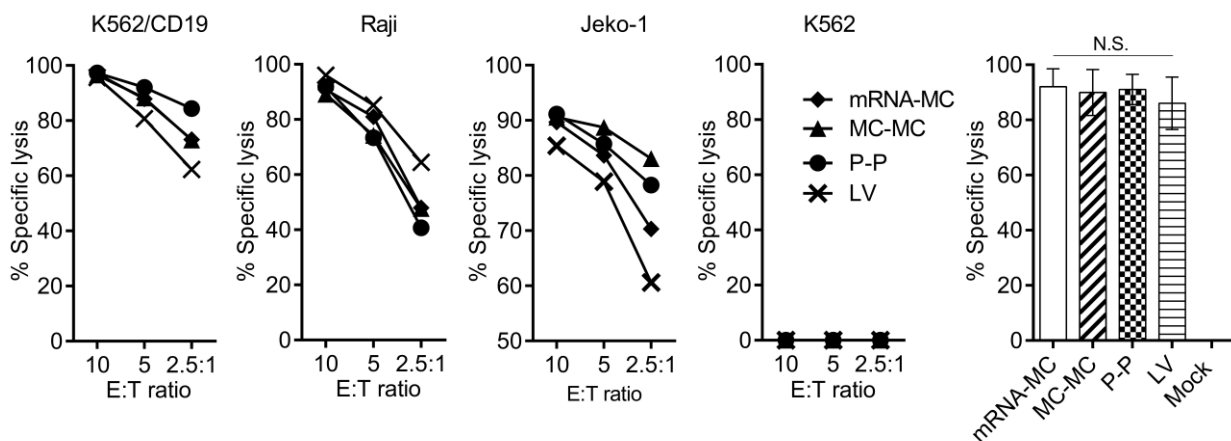 K562/CD19
Raji
Jeko-1
K562
% Specific lysis
100
80
60
40
20
0
10
5
2.5:1
E:T ratio
% Specific lysis
100
80
60
40
20
0
10
5
2.5:1
E:T ratio
% Specific lysis
100
90
80
70
60
50
10
5
2.5:1
E:T ratio
% Specific lysis
100
80
60
40
20
0
10
5
2.5:1
E:T ratio
mRNA-MC
MC-MC
P-P
LV
N.S.
% Specific lysis
100
80
60
40
20
0
mRNA-MC
MC-MC
P-P
LV
Mock